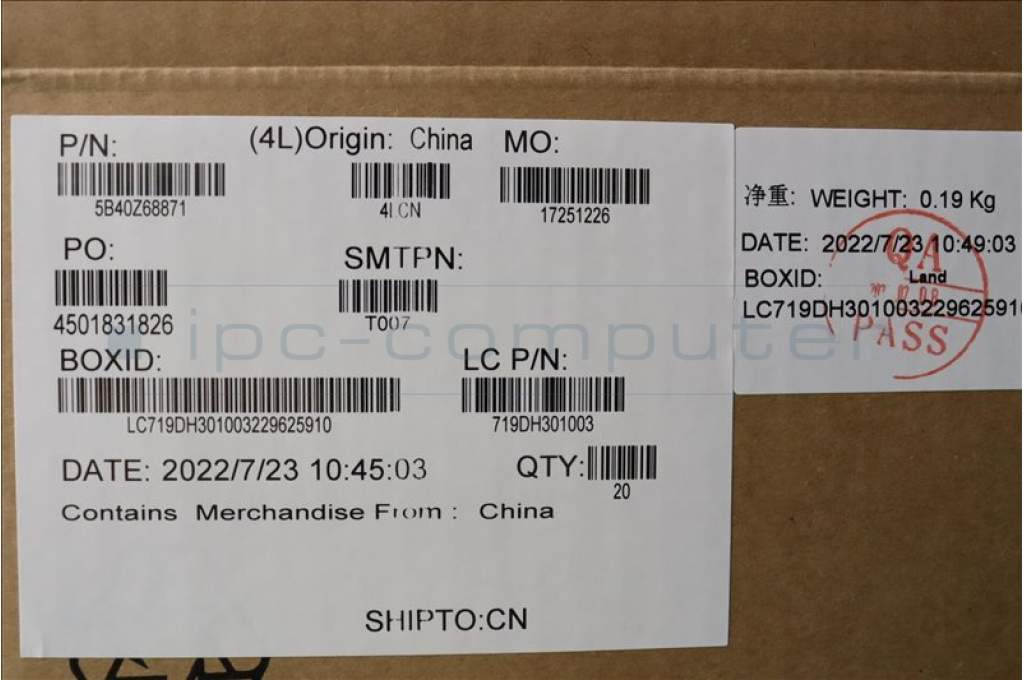 P/N: (4L)Origin: China MO:
5B40Z68871 4LCN 17251226
PO: SMTPN:
4501831826 T007
BOXID: LC P/N:
LC719DH301003229625910 719DH301003
DATE: 2022/7/23 10:45:03 QTY:
20
Contains Merchandise From : China
SHIPTO:CN
净重: WEIGHT: 0.19 Kg
DATE: 2022/7/23 10:49:03
BOXID: Land
LC719DH301003229625910
QA
PASS
ipc-computer